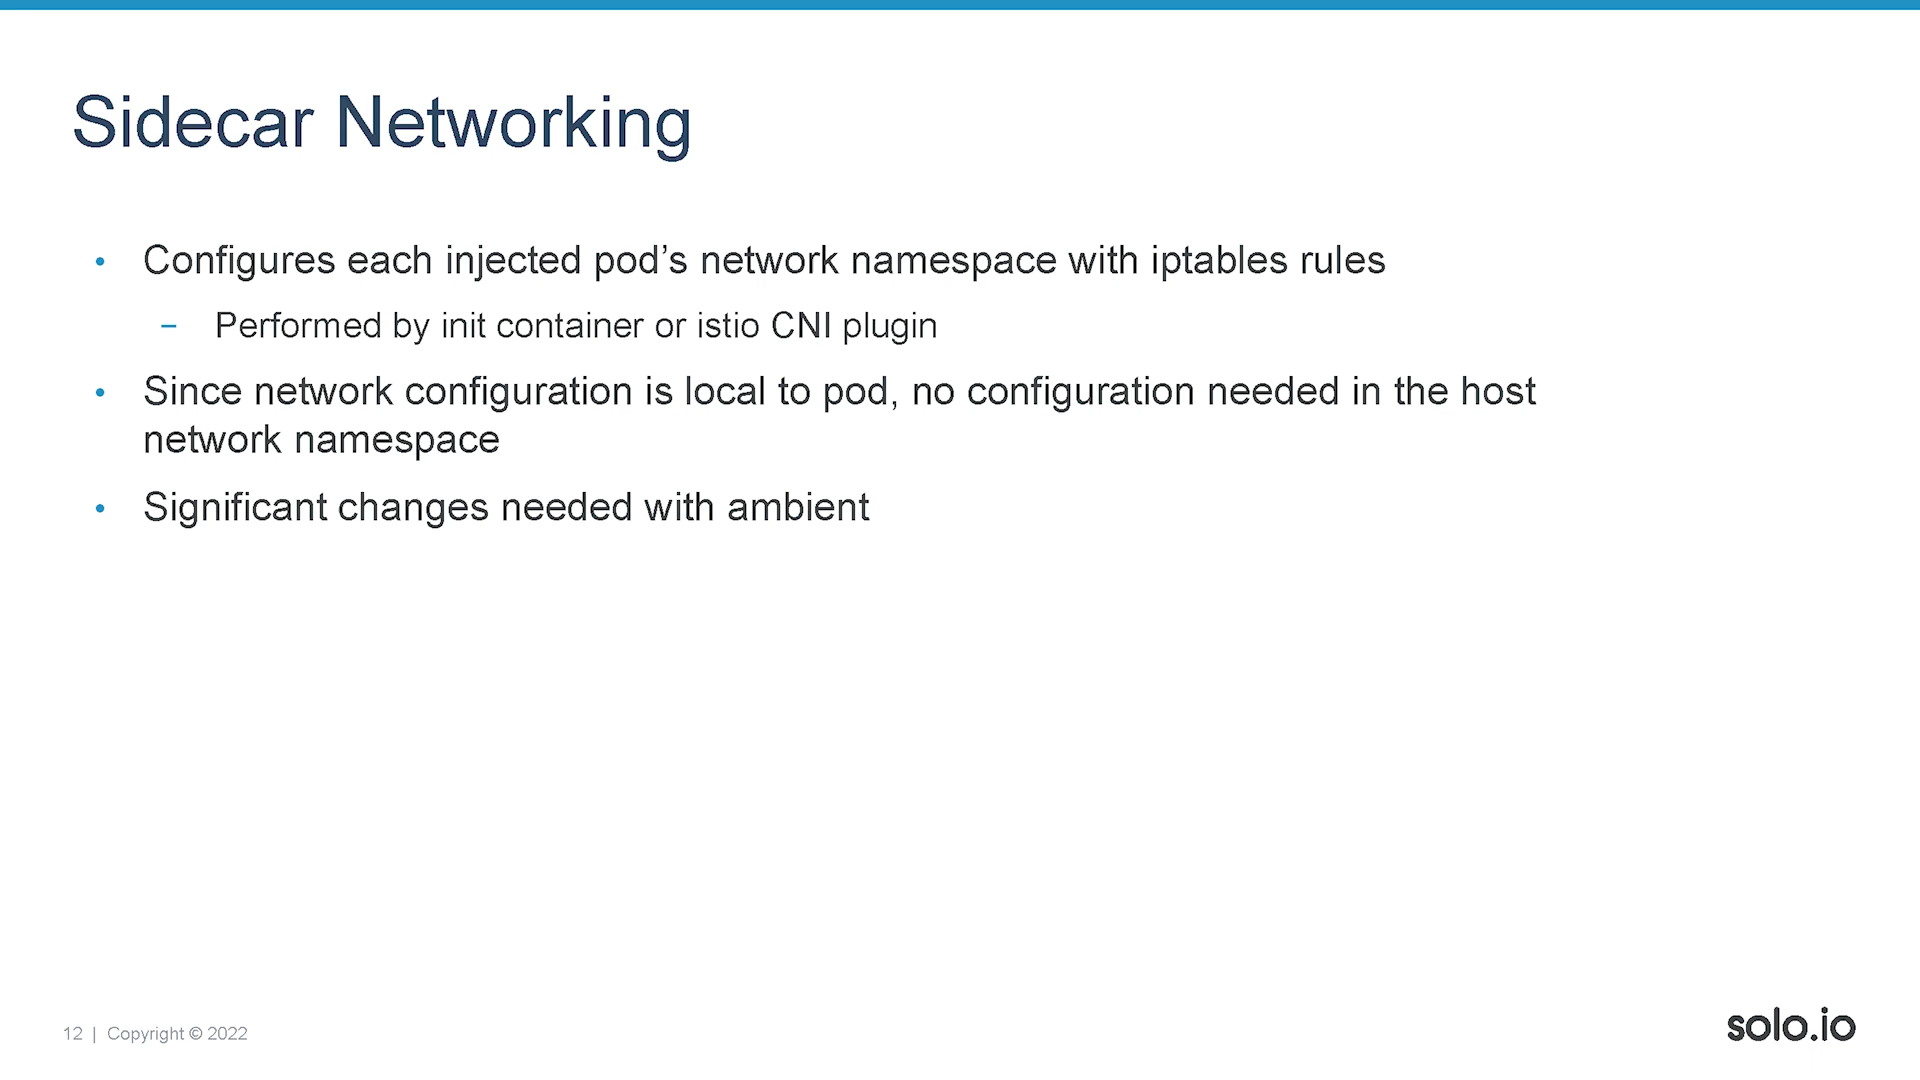 Sidecar Networking
• Configures each injected pod’s network namespace with iptables rules
− Performed by init container or istio CNI plugin
• Since network configuration is local to pod, no configuration needed in the host
network namespace
• Significant changes needed with ambient
12 | Copyright © 2022
solo.io